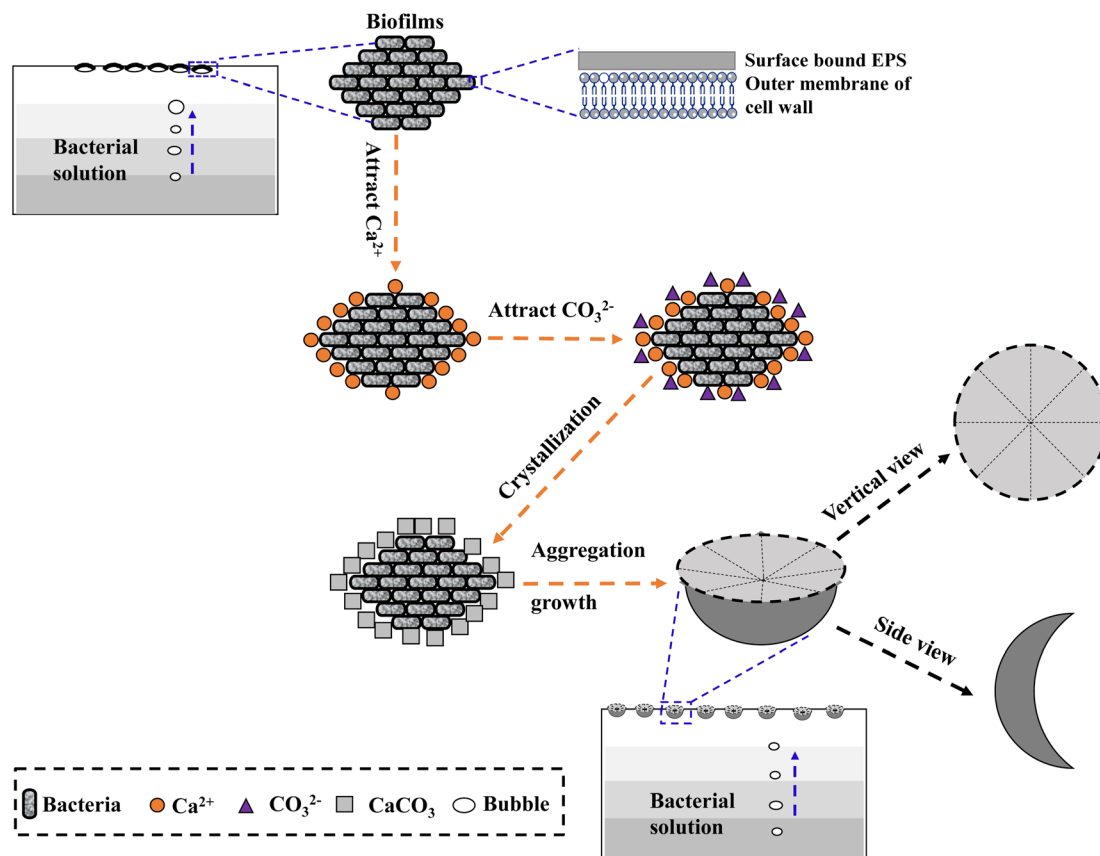 Biofilms
Surface bound EPS
Outer membrane of
cell wall
Bacterial
solution
Attract Ca²⁺
Attract CO₃²⁻
Crystallization
Aggregation
growth
Vertical view
Side view
Bacterial
solution
Bacteria
Ca²⁺
CO₃²⁻
CaCO₃
Bubble